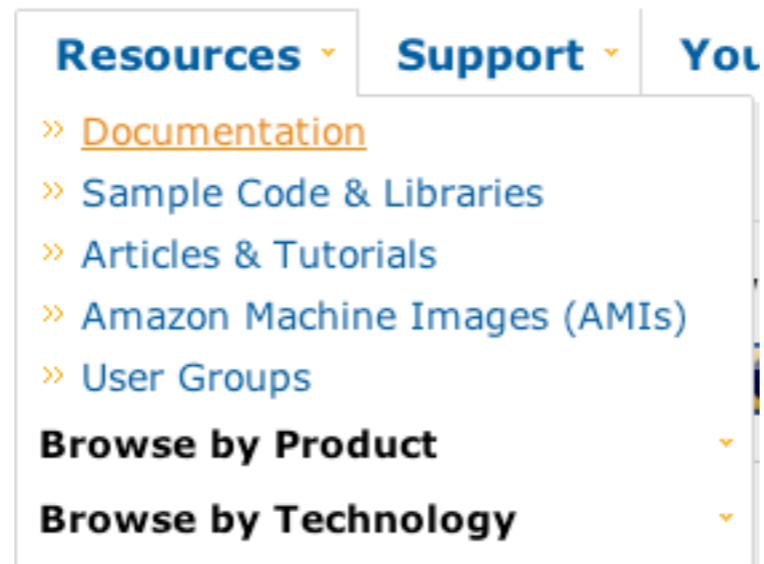 Resources Support You
» Documentation
» Sample Code & Libraries
» Articles & Tutorials
» Amazon Machine Images (AMIs)
» User Groups
Browse by Product
Browse by Technology